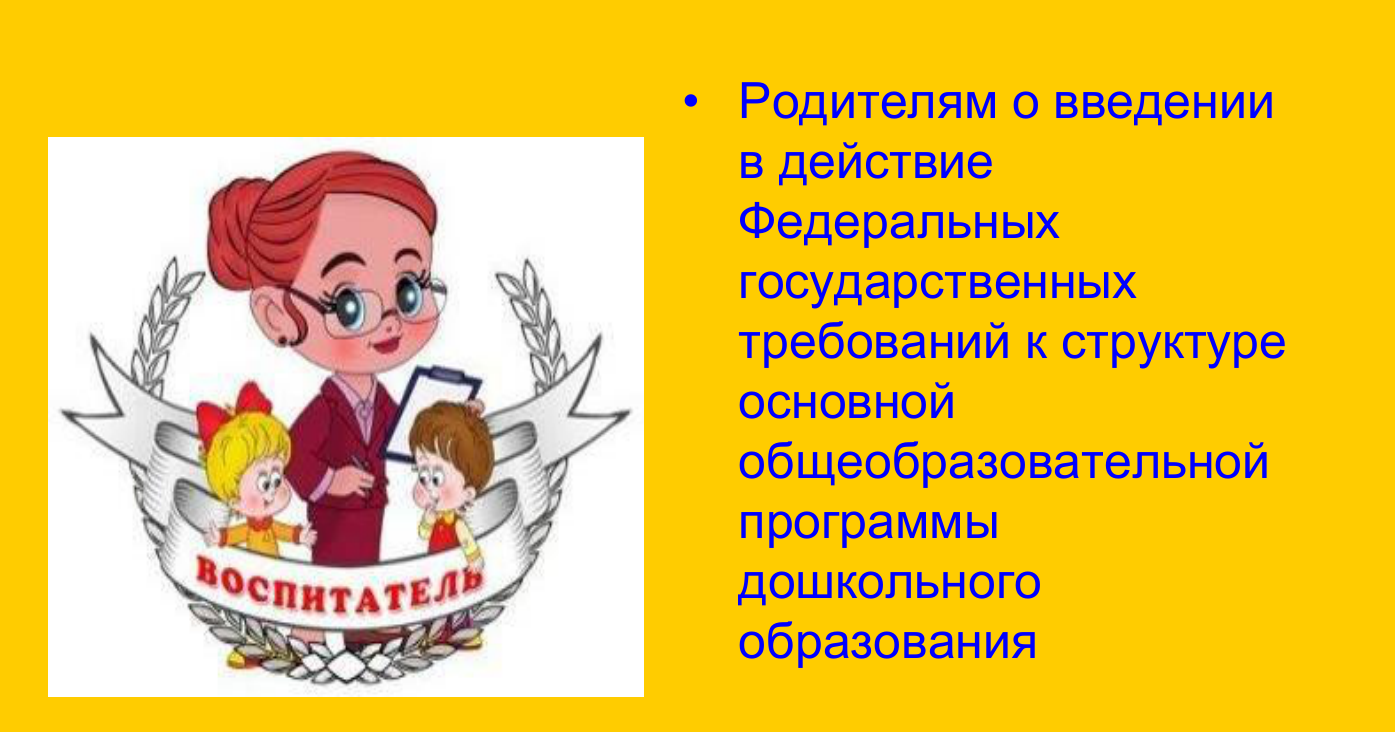 • Родителям о введении
в действие
Федеральных
государственных
требований к структуре
основной
общеобразовательной
программы
дошкольного
образования
ВОСПИТАТЕЛЬ